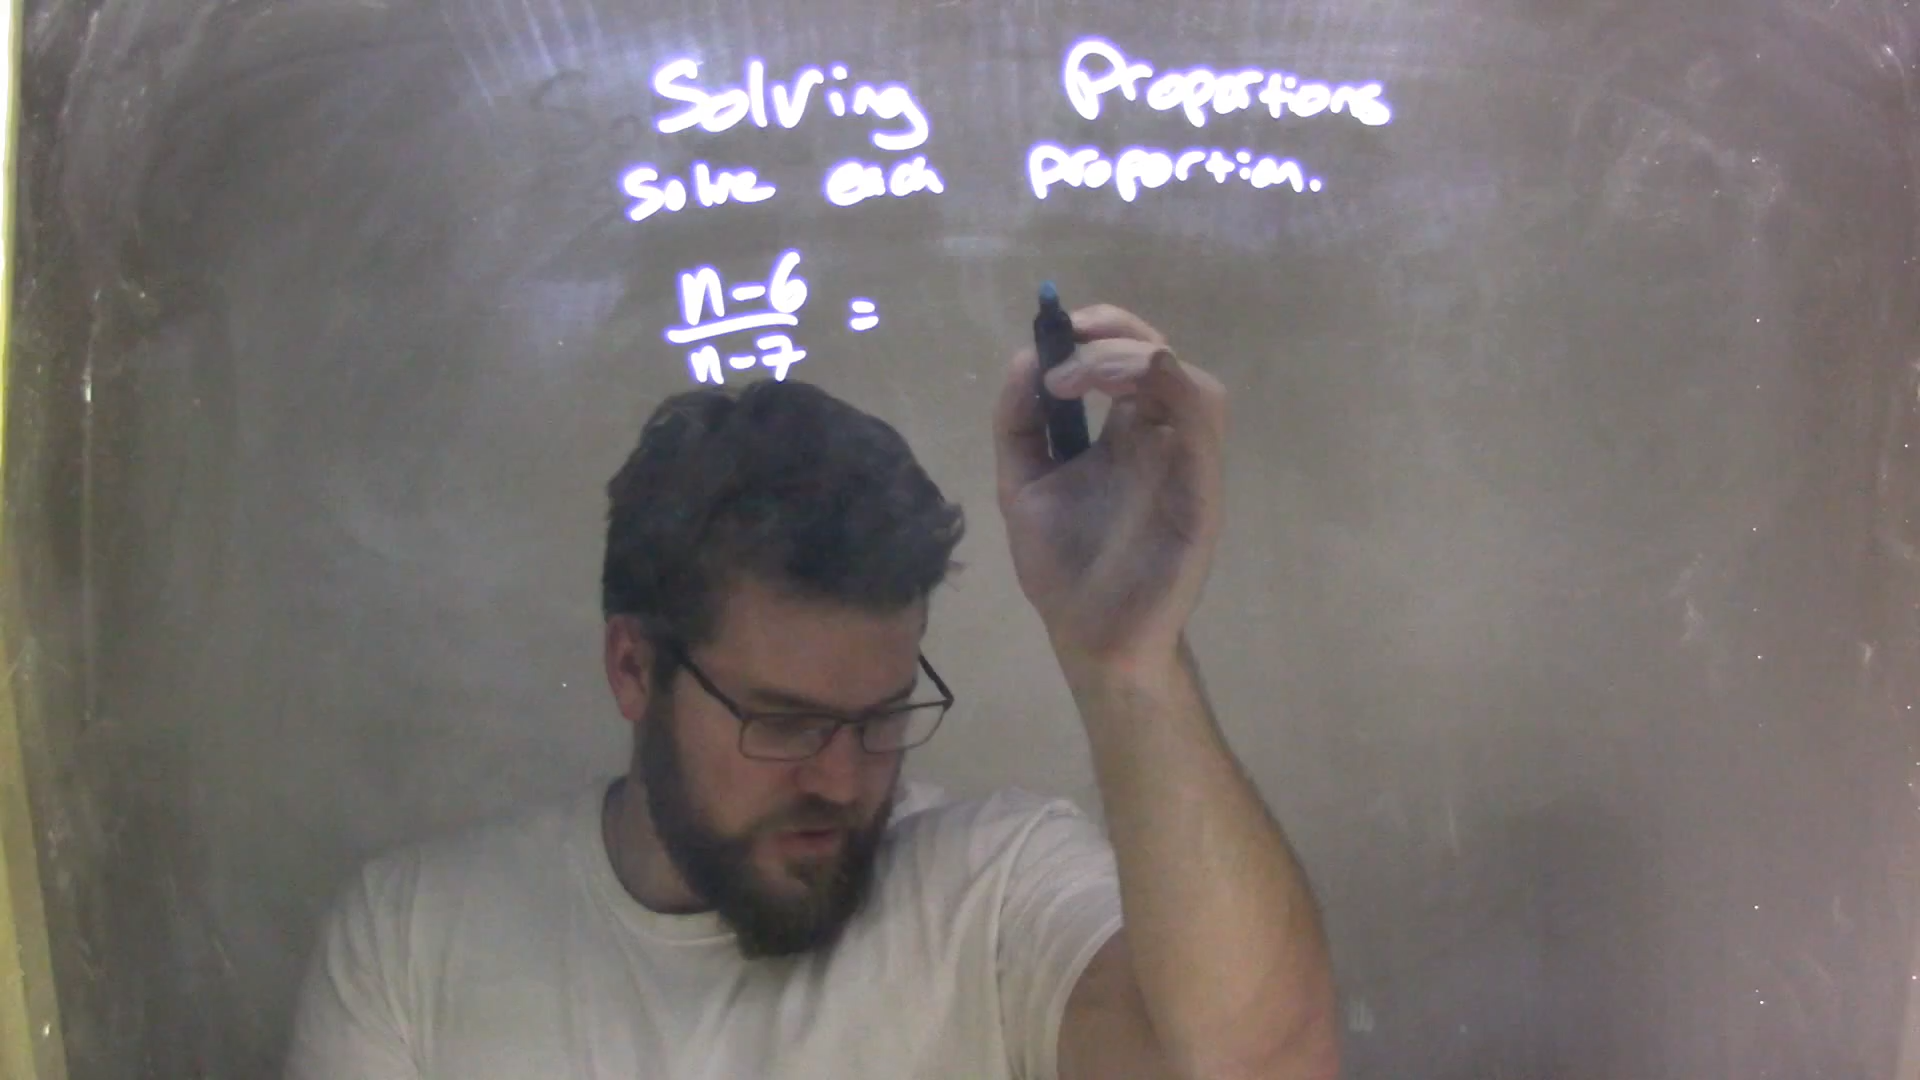 Solving Proportions
Solve each proportion.
n-6
n-7
=